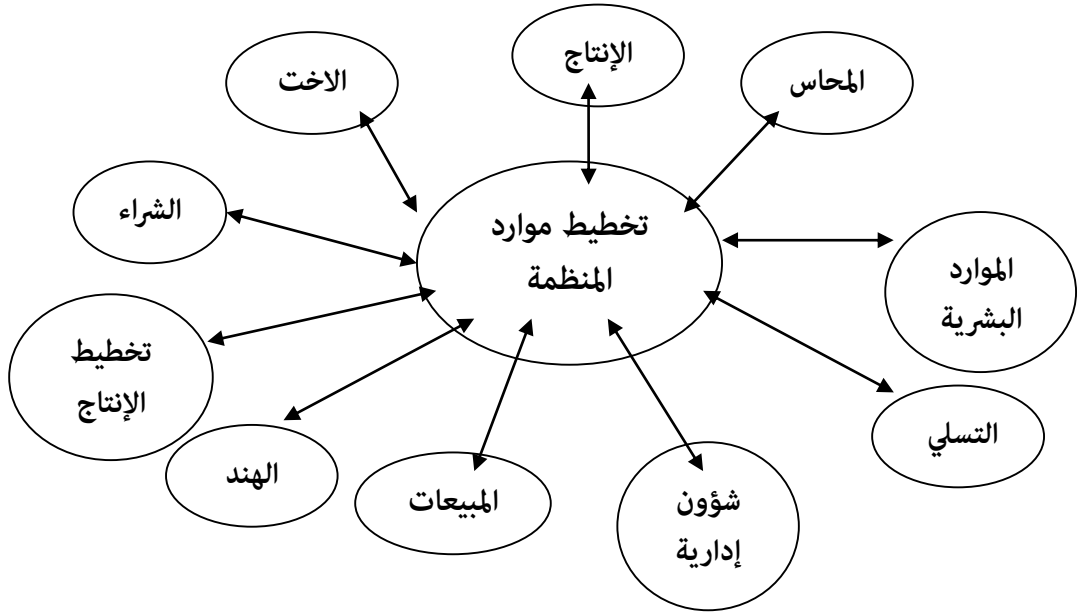 الإنتاج
المحاس
الاخت
الشراء
تخطيط موارد
المنظمة
الموارد
البشرية
تخطيط
الإنتاج
التسلي
الهند
المبيعات
شؤون
إدارية